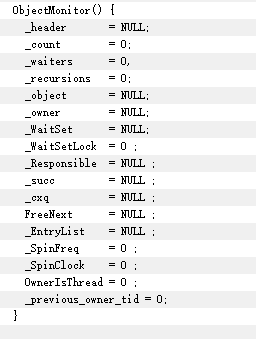 ObjectMonitor() {
_header = NULL;
_count = 0;
_waiters = 0,
_recursions = 0;
_object = NULL;
_owner = NULL;
_WaitSet = NULL;
_WaitSetLock = 0 ;
_Responsible = NULL ;
_succ = NULL ;
_cxq = NULL ;
FreeNext = NULL ;
_EntryList = NULL ;
_SpinFreq = 0 ;
_SpinClock = 0 ;
OwnerIsThread = 0 ;
_previous_owner_tid = 0;
}